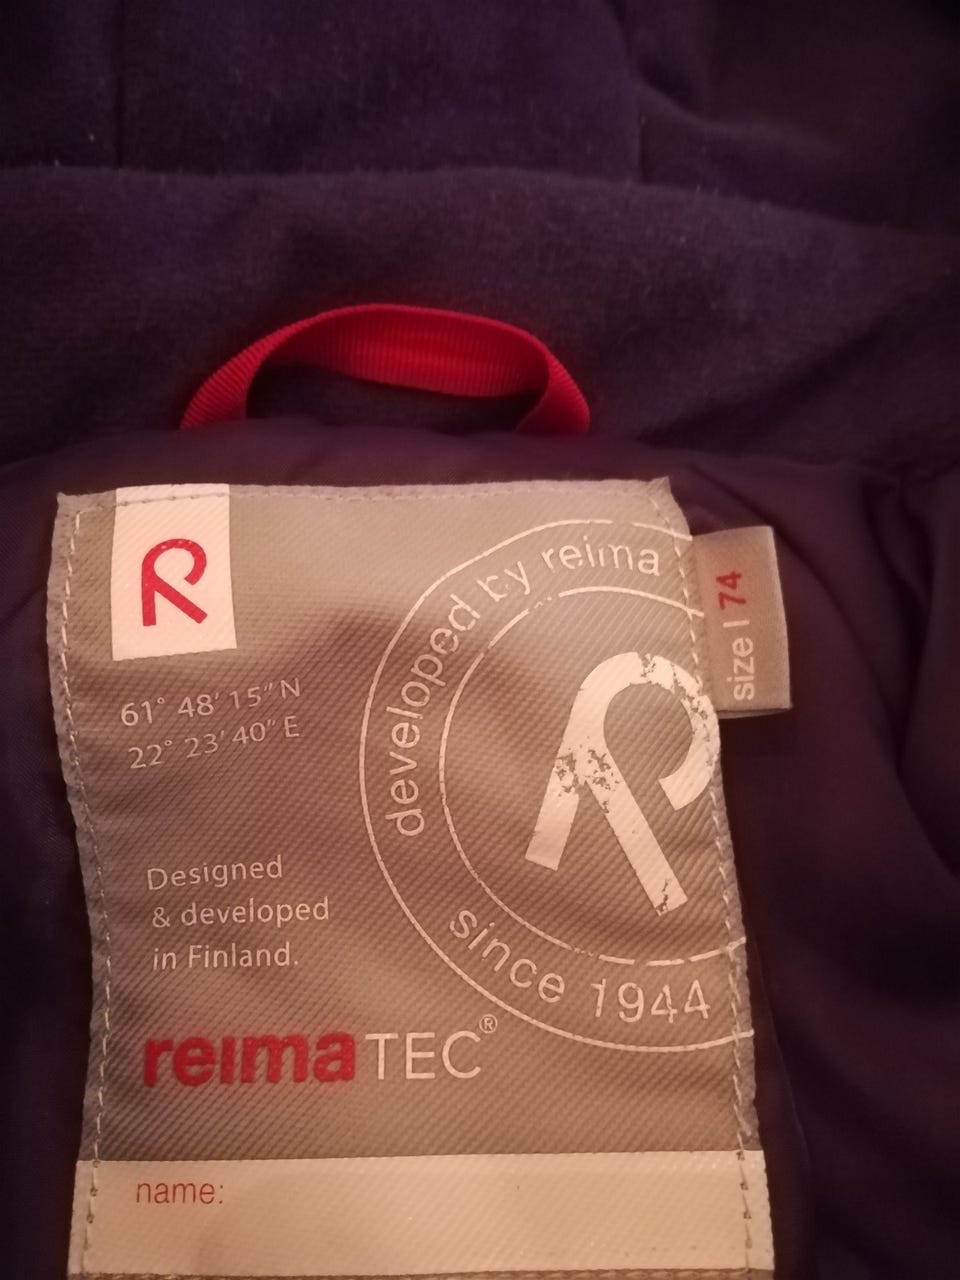 R
61° 48' 15" N
22° 23' 40" E
developed by reima
since 1944
size | 74
Designed
& developed
in Finland.
reimaTEC®
name: